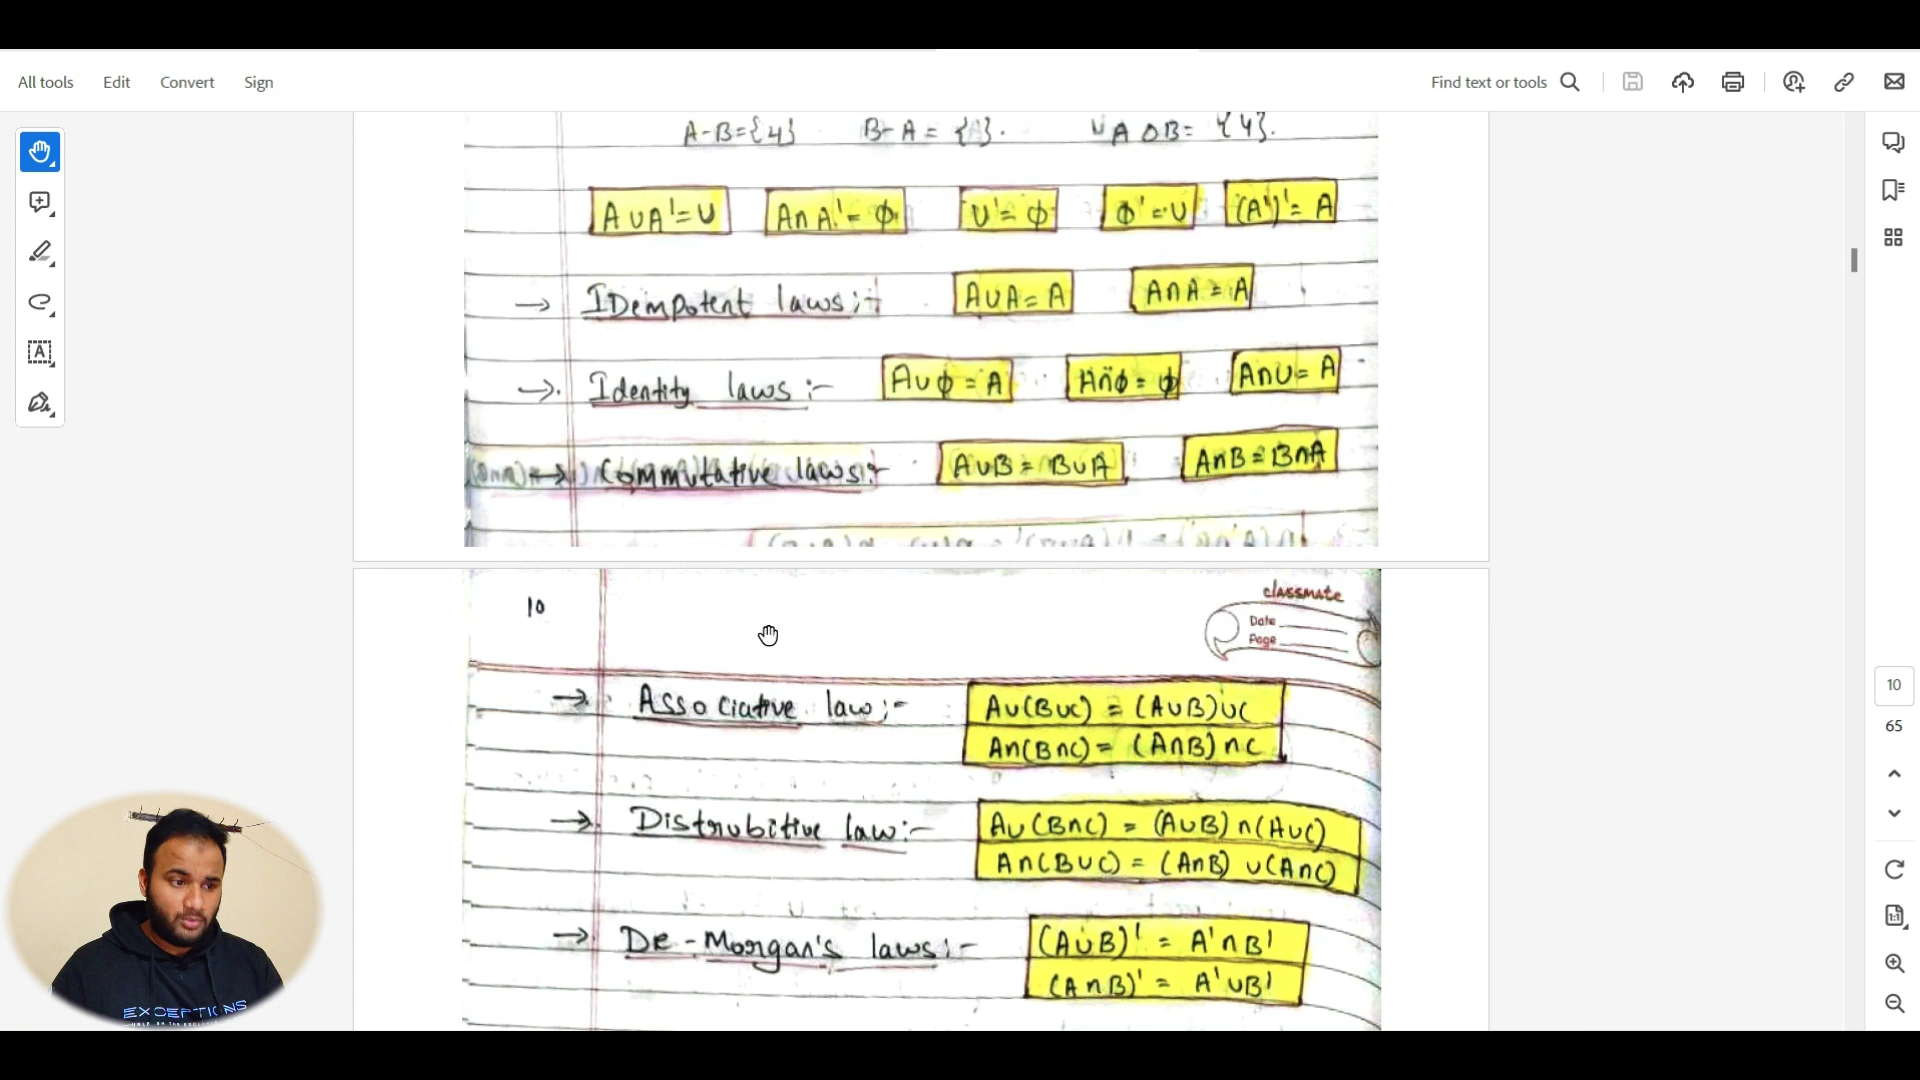 All tools Edit Convert Sign Find text or tools
A-B={4} B-A = { }. A Δ B = {4}.
A∪A'=U A∩A'=ϕ U'=ϕ ϕ'=U (A')'=A
→ IDempotent laws:- A∪A=A A∩A=A
→ Identity laws:- A∪ϕ=A A∩ϕ=ϕ A∩U=A
→ Commutative laws:- A∪B=B∪A A∩B=B∩A
10
classmate
Date
Page
→ Associative law:- A∪(B∪C) = (A∪B)∪C
A∩(B∩C) = (A∩B)∩C
→ Distrubitive law:- A∪(B∩C) = (A∪B)∩(A∪C)
A∩(B∪C) = (A∩B)∪(A∩C)
→ De-Morgan's laws:- (A∪B)' = A'∩B'
(A∩B)' = A'∪B'
10
65
EXCEPTIONS